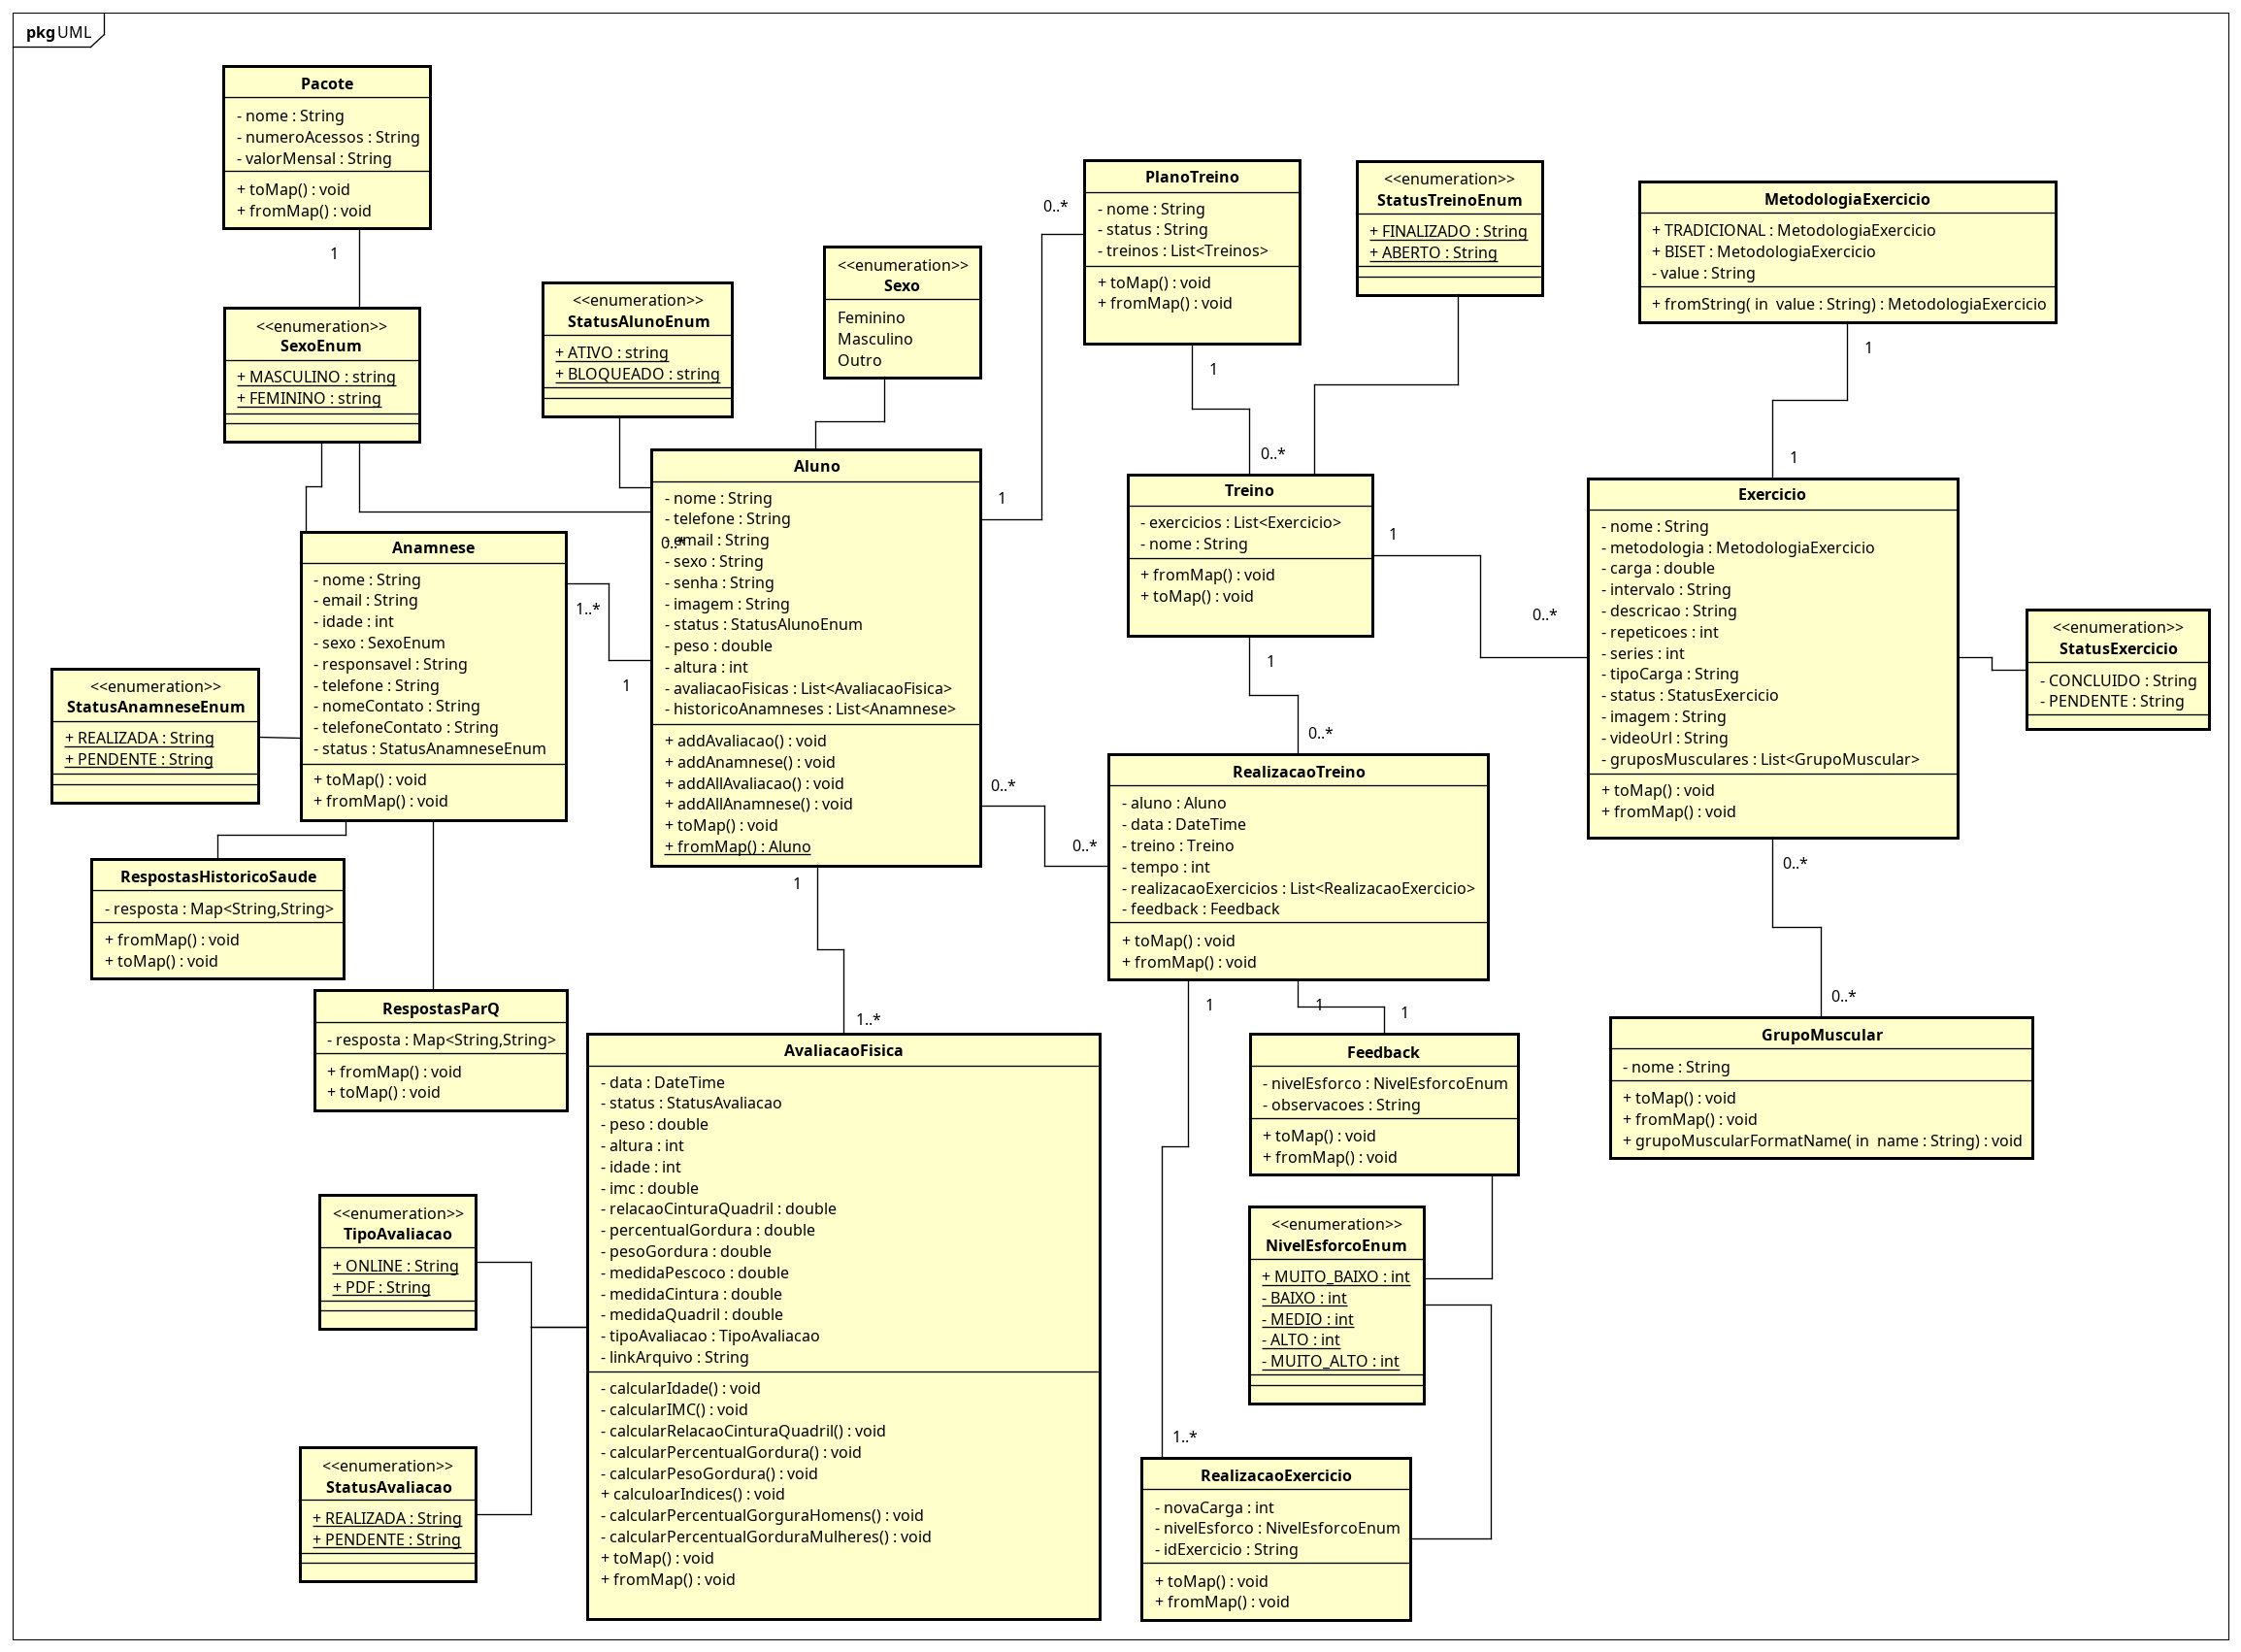 pkg UML
Pacote
- nome : String
- numeroAcessos : String
- valorMensal : String
+ toMap() : void
+ fromMap() : void
1
<<enumeration>>
SexoEnum
+ MASCULINO : string
+ FEMININO : string
<<enumeration>>
StatusAlunoEnum
+ ATIVO : string
+ BLOQUEADO : string
<<enumeration>>
Sexo
Feminino
Masculino
Outro
0..*
PlanoTreino
- nome : String
- status : String
- treinos : List<Treinos>
+ toMap() : void
+ fromMap() : void
1
0..*
<<enumeration>>
StatusTreinoEnum
+ FINALIZADO : String
+ ABERTO : String
MetodologiaExercicio
+ TRADICIONAL : MetodologiaExercicio
+ BISET : MetodologiaExercicio
- value : String
+ fromString( in  value : String) : MetodologiaExercicio
1
1
Anamnese
- nome : String
- email : String
- idade : int
- sexo : SexoEnum
- responsavel : String
- telefone : String
- nomeContato : String
- telefoneContato : String
- status : StatusAnamneseEnum
+ toMap() : void
+ fromMap() : void
1..*
1
<<enumeration>>
StatusAnamneseEnum
+ REALIZADA : String
+ PENDENTE : String
Aluno
- nome : String
- telefone : String
- email : String
0..*
- sexo : String
- senha : String
- imagem : String
- status : StatusAlunoEnum
- peso : double
- altura : int
- avaliacaoFisicas : List<AvaliacaoFisica>
- historicoAnamneses : List<Anamnese>
+ addAvaliacao() : void
+ addAnamnese() : void
+ addAllAvaliacao() : void
+ addAllAnamnese() : void
+ toMap() : void
+ fromMap() : Aluno
1
0..*
0..*
1
1..*
Treino
- exercicios : List<Exercicio>
- nome : String
+ fromMap() : void
+ toMap() : void
1
0..*
1
0..*
Exercicio
- nome : String
- metodologia : MetodologiaExercicio
- carga : double
- intervalo : String
- descricao : String
- repeticoes : int
- series : int
- tipoCarga : String
- status : StatusExercicio
- imagem : String
- videoUrl : String
- gruposMusculares : List<GrupoMuscular>
+ toMap() : void
+ fromMap() : void
0..*
0..*
<<enumeration>>
StatusExercicio
- CONCLUIDO : String
- PENDENTE : String
RespostasHistoricoSaude
- resposta : Map<String,String>
+ fromMap() : void
+ toMap() : void
RespostasParQ
- resposta : Map<String,String>
+ fromMap() : void
+ toMap() : void
RealizacaoTreino
- aluno : Aluno
- data : DateTime
- treino : Treino
- tempo : int
- realizacaoExercicios : List<RealizacaoExercicio>
- feedback : Feedback
+ toMap() : void
+ fromMap() : void
1
1
1
1..*
AvaliacaoFisica
- data : DateTime
- status : StatusAvaliacao
- peso : double
- altura : int
- idade : int
- imc : double
- relacaoCinturaQuadril : double
- percentualGordura : double
- pesoGordura : double
- medidaPescoco : double
- medidaCintura : double
- medidaQuadril : double
- tipoAvaliacao : TipoAvaliacao
- linkArquivo : String
- calcularIdade() : void
- calcularIMC() : void
- calcularRelacaoCinturaQuadril() : void
- calcularPercentualGordura() : void
- calcularPesoGordura() : void
+ calculoarIndices() : void
- calcularPercentualGorguraHomens() : void
- calcularPercentualGorduraMulheres() : void
+ toMap() : void
+ fromMap() : void
<<enumeration>>
TipoAvaliacao
+ ONLINE : String
+ PDF : String
<<enumeration>>
StatusAvaliacao
+ REALIZADA : String
+ PENDENTE : String
Feedback
- nivelEsforco : NivelEsforcoEnum
- observacoes : String
+ toMap() : void
+ fromMap() : void
<<enumeration>>
NivelEsforcoEnum
+ MUITO_BAIXO : int
- BAIXO : int
- MEDIO : int
- ALTO : int
- MUITO_ALTO : int
RealizacaoExercicio
- novaCarga : int
- nivelEsforco : NivelEsforcoEnum
- idExercicio : String
+ toMap() : void
+ fromMap() : void
GrupoMuscular
- nome : String
+ toMap() : void
+ fromMap() : void
+ grupoMuscularFormatName( in  name : String) : void